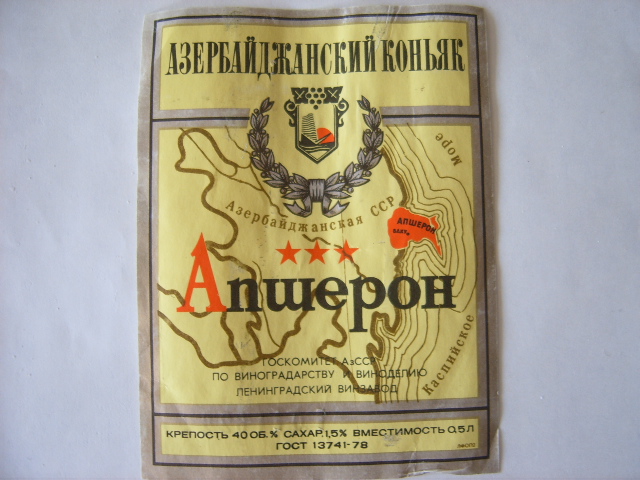 АЗЕРБАЙДЖАНСКИЙ КОНЬЯК
Море
Азербайджанская ССР
АПШЕРОН
Апшерон
Каспийское
ГОСКОМИТЕТ АзССР
ПО ВИНОГРАДАРСТВУ И ВИНОДЕЛИЮ
ЛЕНИНГРАДСКИЙ ВИНЗАВОД
КРЕПОСТЬ 40 ОБ.% САХАР.1,5% ВМЕСТИМОСТЬ 0,5 Л
ГОСТ 13741-78